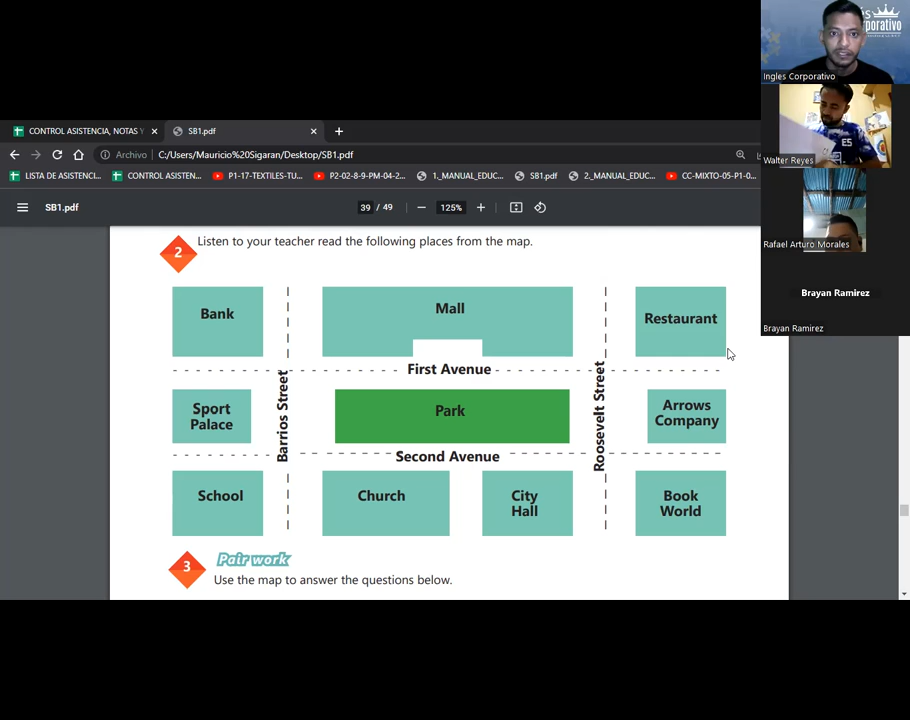 CONTROL ASISTENCIA, NOTAS Y
SB1.pdf
Archivo
C:/Users/Mauricio%20Sigaran/Desktop/SB1.pdf
LISTA DE ASISTENCI...
CONTROL ASISTEN...
P1-17-TEXTILES-TU...
P2-02-8-9-PM-04-2...
1._MANUAL_EDUC...
SB1.pdf
2._MANUAL_EDUC...
CC-MIXTO-05-P1-0...
SB1.pdf
39 / 49
125%
2
Listen to your teacher read the following places from the map.
Bank
Mall
Restaurant
First Avenue
Sport
Palace
Barrios Street
Park
Roosevelt Street
Arrows
Company
Second Avenue
School
Church
City
Hall
Book
World
3
Pair work
Use the map to answer the questions below.
Ingles Corporativo
Walter Reyes
Rafael Arturo Morales
Brayan Ramirez
Brayan Ramirez